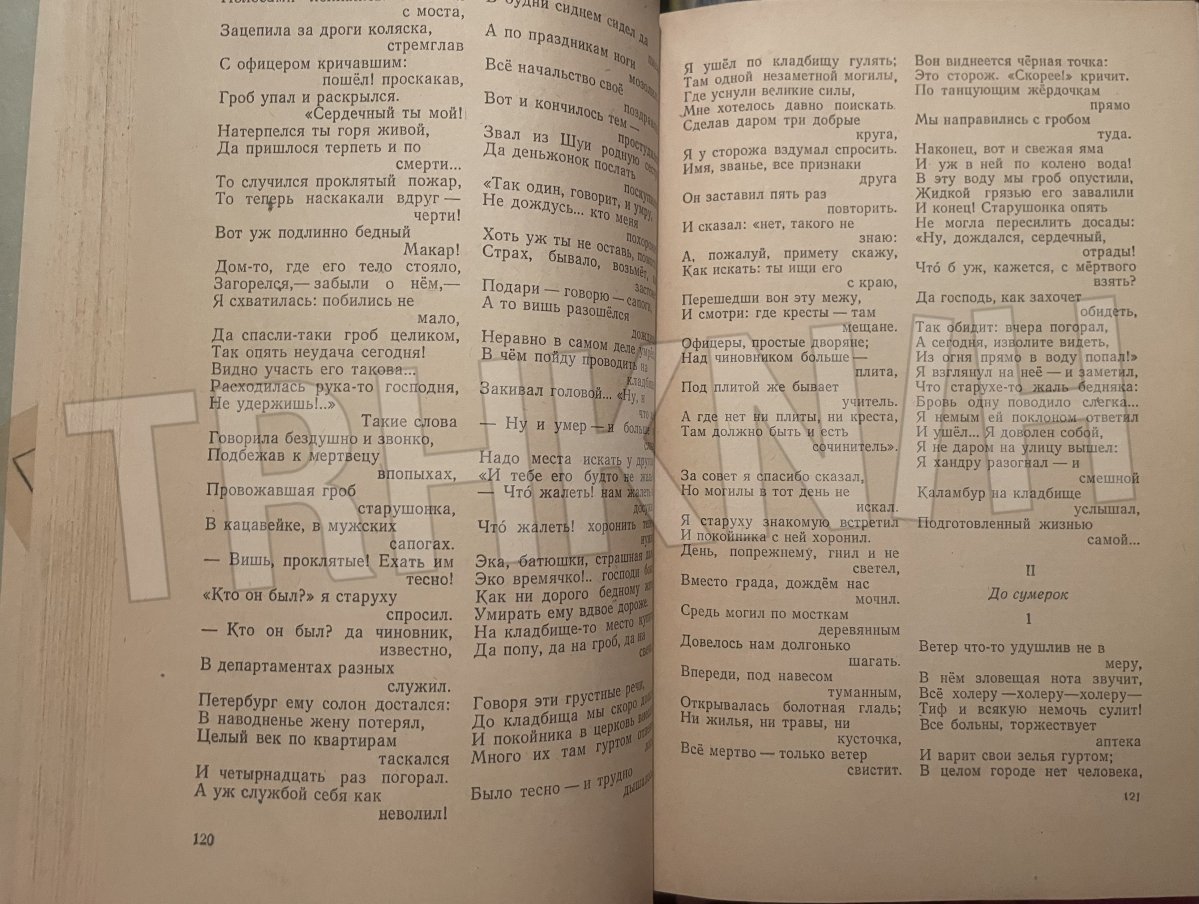 с моста,
Зацепила за дроги коляска,
стремглав
С офицером кричавшим:
пошёл! проскакав,
Гроб упал и раскрылся.
«Сердечный ты мой!
Натерпелся ты горя живой,
Да пришлося терпеть и по
смерти...
То случился проклятый пожар,
То теперь наскакали вдруг —
черти!
Вот уж подлинно бедный
Макар!
Дом-то, где его тело стояло,
Загорелся,— забыли о нём,—
Я схватилась: побились не
мало,
Да спасли-таки гроб целиком,
Так опять неудача сегодня!
Видно участь его такова...
Расходилась рука-то господня,
Не удержишь!..»
Такие слова
Говорила бездушно и звонко,
Подбежав к мертвецу
впопыхах,
Провожавшая гроб
старушонка,
В кацавейке, в мужских
сапогах.
— Вишь, проклятые! Ехать им
тесно!
«Кто он был?» я старуху
спросил.
— Кто он был? да чиновник,
известно,
В департаментах разных
служил.
Петербург ему солон достался:
В наводненье жену потерял,
Целый век по квартирам
таскался
И четырнадцать раз погорал.
А уж службой себя как
неволил!
120
В будни сиднем сидел да
А по праздникам ноги
Всё начальство своё
Вот и кончилось тем —
Звал из Шуи родную
Да деньжонок послать
«Так один, говорит, и умру,
Не дождусь... кто меня
Хоть уж ты не оставь,
Страх, бывало, возьмёт,
Подари — говорю — сапоги,
А то вишь разошёлся
Неравно в самом деле
В чём пойду проводить на
Закивал головой... «Ну, и
— Ну и умер — и больше
Надо места искать у
«И тебе его будто не
— Что́ жалеть! нам жалеть
Что́ жалеть! хоронить
Эка, батюшки, страшная
Эко времячко!.. господи
Как ни дорого бедному
Умирать ему вдвое дороже.
На кладбище-то место
Да попу, да на гроб, да на
Говоря эти грустные речи,
До кладбища мы скоро
И покойника в церковь
Много их там гуртом
Было тесно — и трудно
Я ушёл по кладбищу гулять;
Там одной незаметной могилы,
Где уснули великие силы,
Мне хотелось давно поискать.
Сделав даром три добрые
круга,
Я у сторожа вздумал спросить.
Имя, званье, все признаки
друга
Он заставил пять раз
повторить.
И сказал: «нет, такого не
знаю:
А, пожалуй, примету скажу,
Как искать: ты ищи его
с краю,
Перешедши вон эту межу,
И смотри: где кресты — там
мещане.
Офицеры, простые дворяне;
Над чиновником больше —
плита,
Под плитой же бывает
учитель.
А где нет ни плиты, ни креста,
Там должно быть и есть
сочинитель».
За совет я спасибо сказал,
Но могилы в тот день не
искал.
Я старуху знакомую встретил
И покойника с ней хоронил.
День, попрежнему, гнил и не
светел,
Вместо града, дождём нас
мочил.
Средь могил по мосткам
деревянным
Довелось нам долгонько
шагать.
Впереди, под навесом
туманным,
Открывалась болотная гладь;
Ни жилья, ни травы, ни
кусточка,
Всё мертво — только ветер
свистит.
Вон виднеется чёрная точка:
Это сторож. «Скорее!» кричит.
По танцующим жёрдочкам
прямо
Мы направились с гробом
туда.
Наконец, вот и свежая яма
И уж в ней по колено вода!
В эту воду мы гроб опустили,
Жидкой грязью его завалили
И конец! Старушонка опять
Не могла пересилить досады:
«Ну, дождался, сердечный,
отрады!
Что́ б уж, кажется, с мёртвого
взять?
Да господь, как захочет
обидеть,
Так обидит: вчера погорал,
А сегодня, изволите видеть,
Из огня прямо в воду попал!»
Я взглянул на неё — и заметил,
Что старухе-то жаль бедняка:
Бровь одну поводило слегка...
Я немым ей поклоном ответил
И ушёл... Я доволен собой,
Я не даром на улицу вышел:
Я хандру разогнал — и
смешной
Каламбур на кладбище
услышал,
Подготовленный жизнью
самой...
II
До сумерок
1
Ветер что-то удушлив не в
меру,
В нём зловещая нота звучит,
Всё холеру —холеру—холеру—
Тиф и всякую немочь сулит!
Все больны, торжествует
аптека
И варит свои зелья гуртом;
В целом городе нет человека,
121